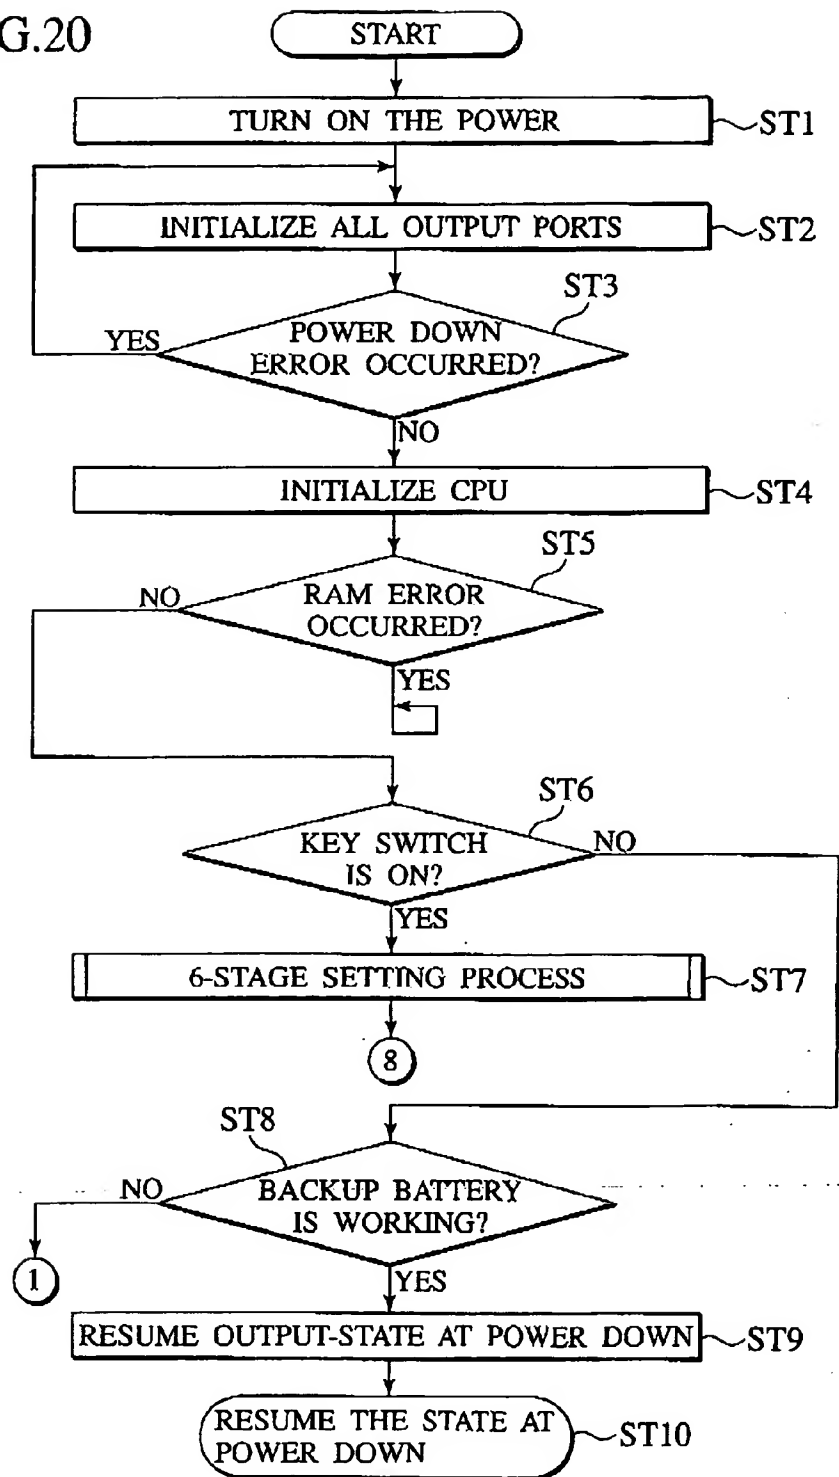 G.20
START
TURN ON THE POWER
ST1
INITIALIZE ALL OUTPUT PORTS
ST2
ST3
YES
POWER DOWN
ERROR OCCURRED?
NO
INITIALIZE CPU
ST4
ST5
NO
RAM ERROR
OCCURRED?
YES
ST6
KEY SWITCH
IS ON?
NO
YES
6-STAGE SETTING PROCESS
ST7
8
ST8
NO
BACKUP BATTERY
IS WORKING?
1
YES
RESUME OUTPUT-STATE AT POWER DOWN
ST9
RESUME THE STATE AT
POWER DOWN
ST10